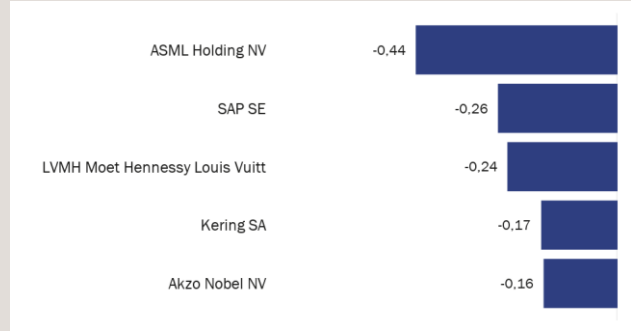 ASML Holding NV -0,44
SAP SE -0,26
LVMH Moet Hennessy Louis Vuitt -0,24
Kering SA -0,17
Akzo Nobel NV -0,16